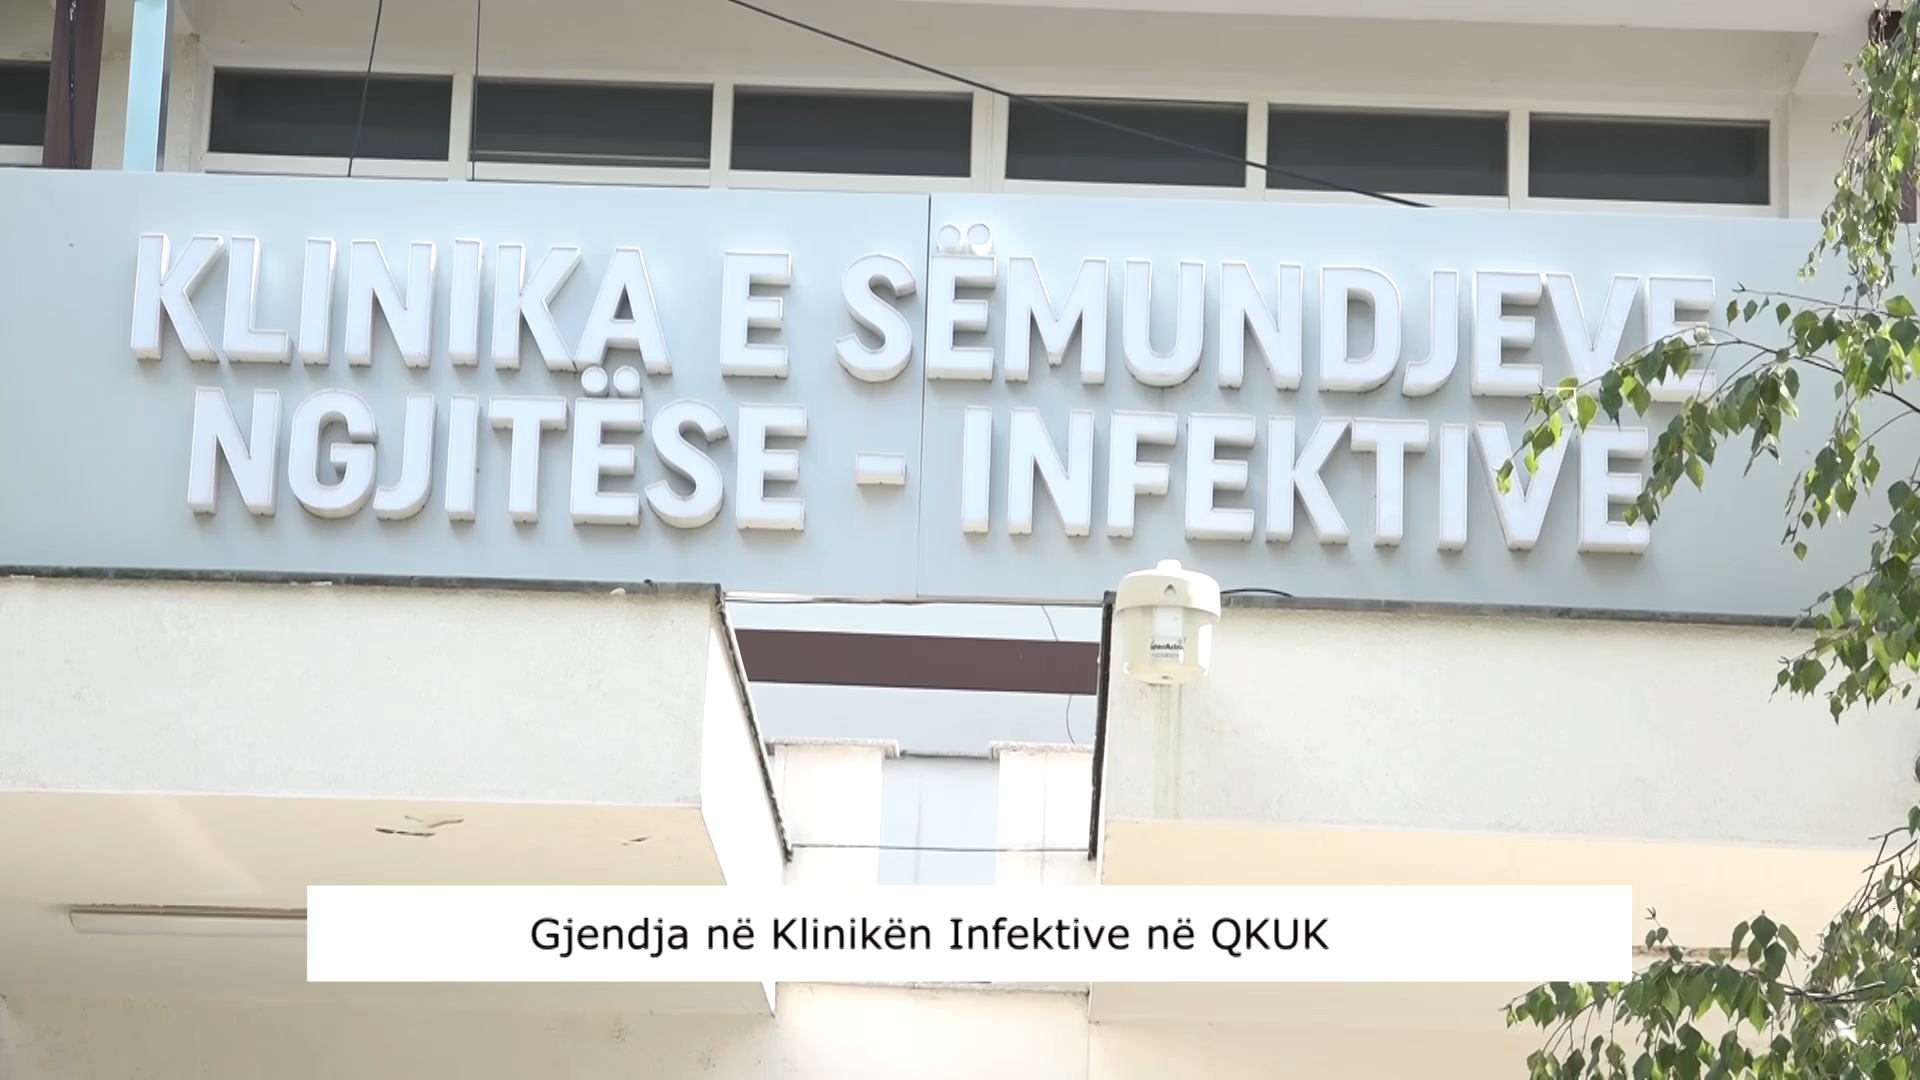 KLINIKA E SËMUNDJEVE
NGJITËSE - INFEKTIVE
Gjendja në Klinikën Infektive në QKUK